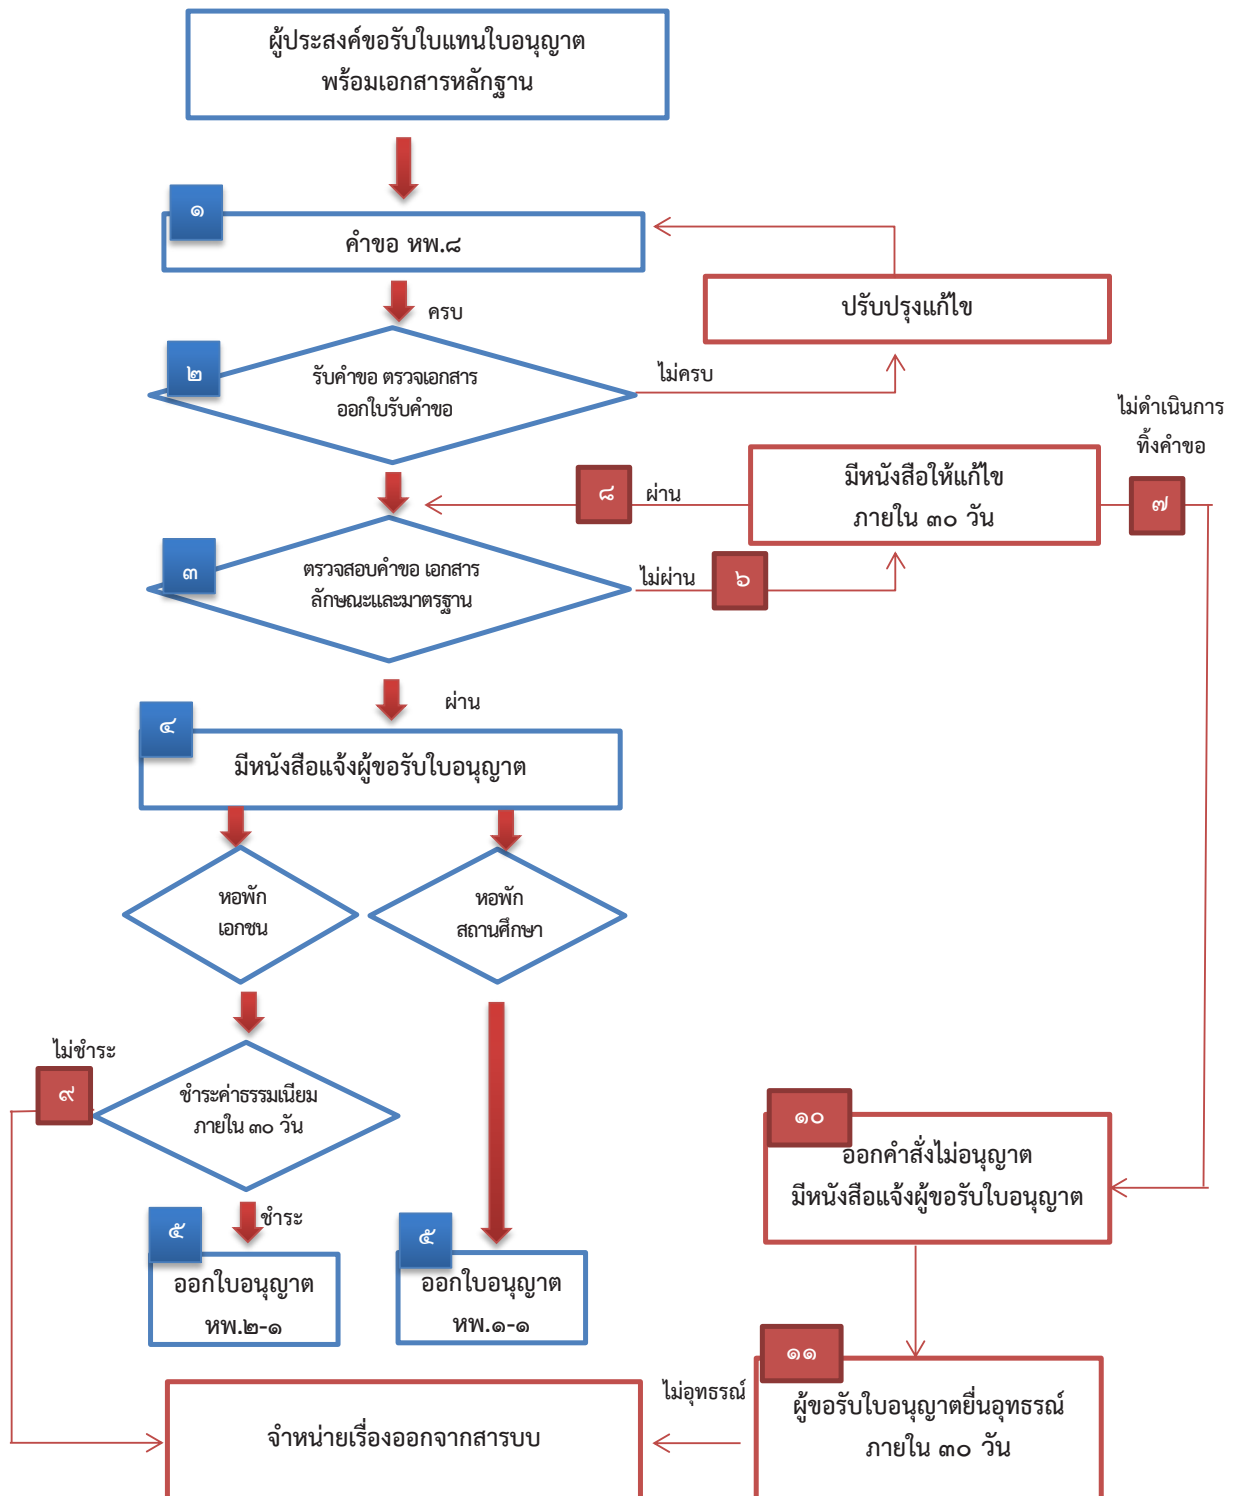 ผู้ประสงค์ขอรับใบแทนใบอนุญาต
พร้อมเอกสารหลักฐาน
๑
คำขอ หพ.๘
ปรับปรุงแก้ไข
ครบ
๒
รับคำขอ ตรวจเอกสาร
ออกใบรับคำขอ
ไม่ครบ
ไม่ดำเนินการ
ทิ้งคำขอ
๘
ผ่าน
มีหนังสือให้แก้ไข
ภายใน ๓๐ วัน
๗
๓
ตรวจสอบคำขอ เอกสาร
ลักษณะและมาตรฐาน
ไม่ผ่าน
๖
ผ่าน
๔
มีหนังสือแจ้งผู้ขอรับใบอนุญาต
หอพัก
เอกชน
หอพัก
สถานศึกษา
ไม่ชำระ
๙
ชำระค่าธรรมเนียม
ภายใน ๓๐ วัน
๑๐
ออกคำสั่งไม่อนุญาต
มีหนังสือแจ้งผู้ขอรับใบอนุญาต
ชำระ
๕
ออกใบอนุญาต
หพ.๒-๑
๕
ออกใบอนุญาต
หพ.๑-๑
๑๑
ผู้ขอรับใบอนุญาตยื่นอุทธรณ์
ภายใน ๓๐ วัน
ไม่อุทธรณ์
จำหน่ายเรื่องออกจากสารบบ